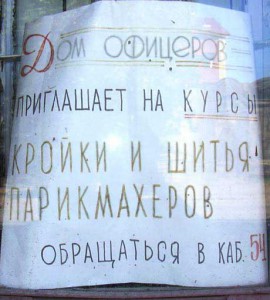 Дом офицеров
приглашает на курсы
кройки и шитья
парикмахеров
обращаться в каб. 54